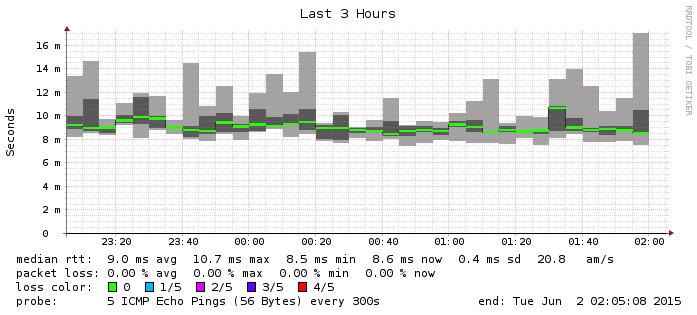 Last 3 Hours
RRDTOOL / TOBI OETIKER
Seconds
16 m
14 m
12 m
10 m
8 m
6 m
4 m
2 m
0
23:20 23:40 00:00 00:20 00:40 01:00 01:20 01:40 02:00
median rtt: 9.0 ms avg 10.7 ms max 8.5 ms min 8.6 ms now 0.4 ms sd 20.8 am/s
packet loss: 0.00 % avg 0.00 % max 0.00 % min 0.00 % now
loss color: 0 1/5 2/5 3/5 4/5
probe: 5 ICMP Echo Pings (56 Bytes) every 300s end: Tue Jun 2 02:05:08 2015